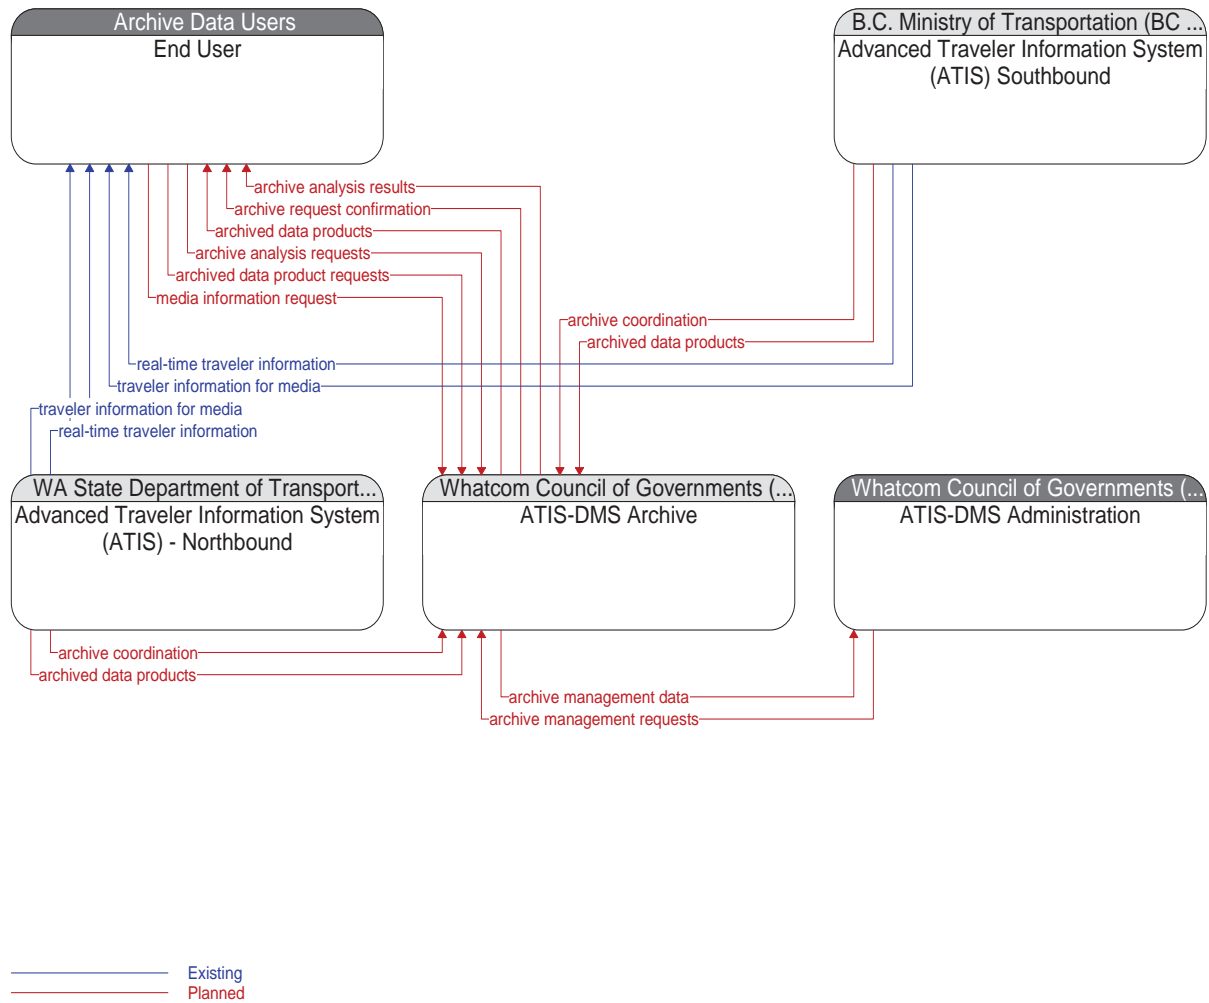 Archive Data Users
End User
B.C. Ministry of Transportation (BC ...
Advanced Traveler Information System
(ATIS) Southbound
archive analysis results
archive request confirmation
archived data products
archive analysis requests
archived data product requests
media information request
archive coordination
archived data products
real-time traveler information
traveler information for media
traveler information for media
real-time traveler information
WA State Department of Transport...
Advanced Traveler Information System
(ATIS) - Northbound
Whatcom Council of Governments (...
ATIS-DMS Archive
Whatcom Council of Governments (...
ATIS-DMS Administration
archive coordination
archived data products
archive management data
archive management requests
Existing
Planned